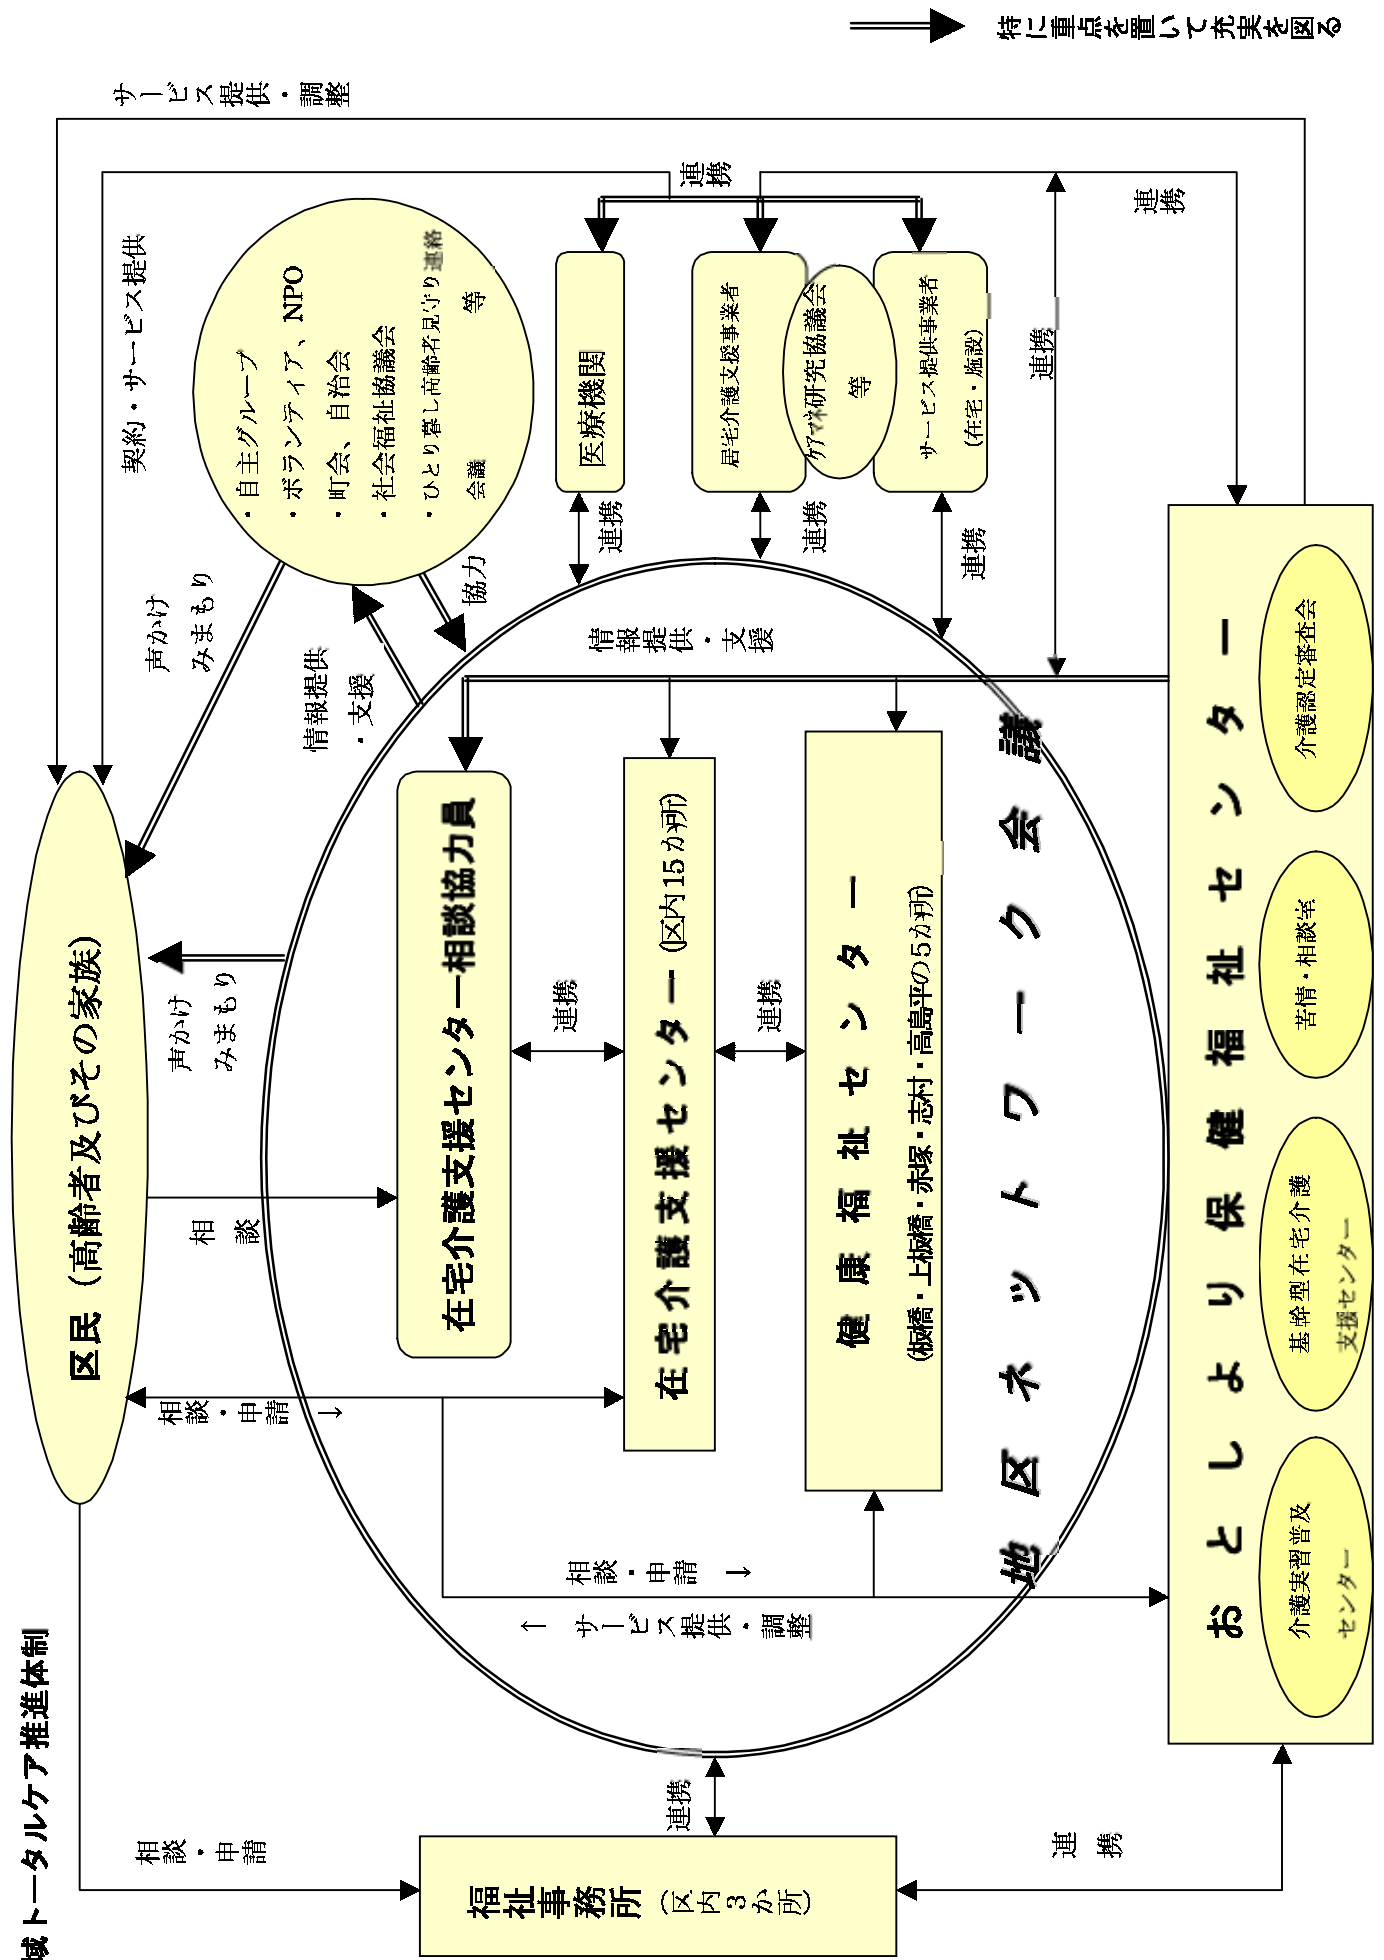 域トータルケア推進体制
特に重点を置いて充実を図る
区民（高齢者及びその家族）
サービス提供・調整
契約・サービス提供
・自主グループ
・ボランティア、NPO
・町会、自治会
・社会福祉協議会
・ひとり暮し高齢者見守り連絡
会議　等
声かけ
みまもり
情報提供
・支援
協力
声かけ
みまもり
相談
相談・申請
↓
相談・申請
医療機関
居宅介護支援事業者
ケアマネ研究協議会
等
サービス提供事業者
（在宅・施設）
連携
連携
連携
連携
連携
連携
情報提供・支援
在宅介護支援センター相談協力員
連携
在宅介護支援センター（区内15か所）
連携
健康福祉センター
（板橋・上板橋・赤塚・志村・高島平の5か所）
地区ネットワーク会議
相談・申請　↓
↑　サービス提供・調整
福祉事務所（区内3か所）
連携
連携
おとしより保健福祉センター
介護実習普及
センター
基幹型在宅介護
支援センター
苦情・相談室
介護認定審査会